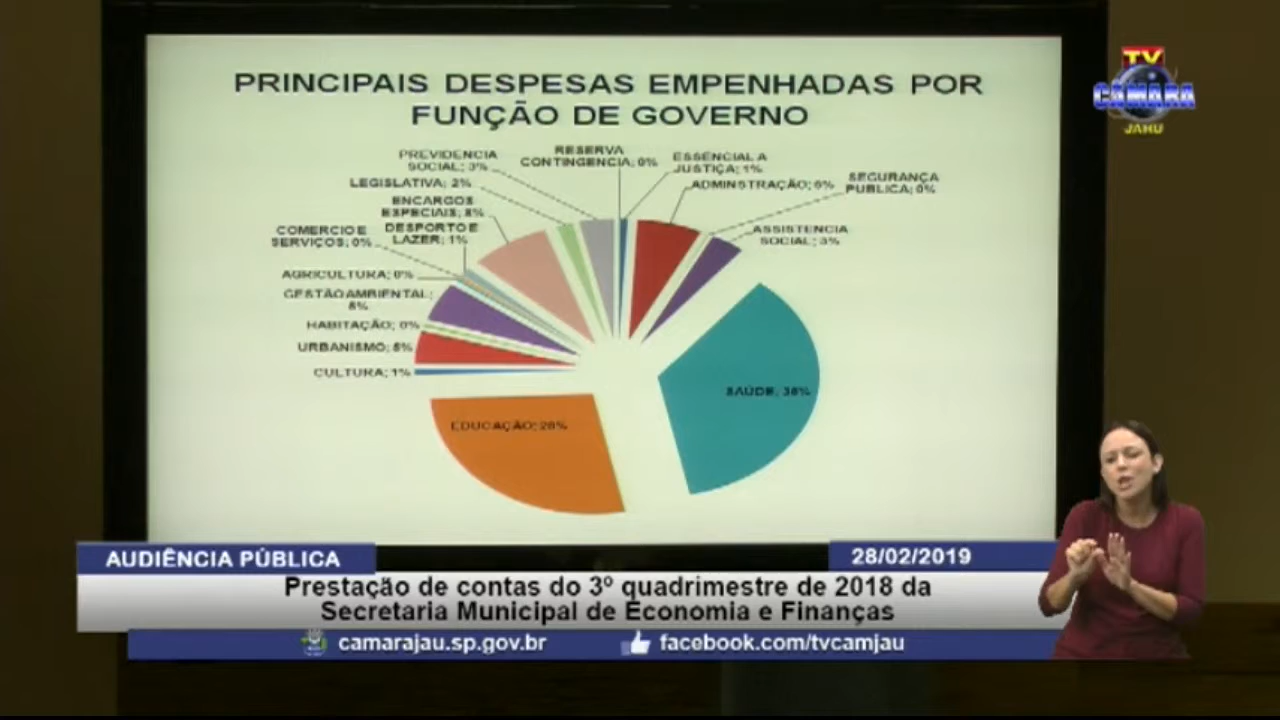 TV
CÂMARA
JAHU
PRINCIPAIS DESPESAS EMPENHADAS POR
FUNÇÃO DE GOVERNO
PREVIDENCIA
SOCIAL; 3%
RESERVA
CONTINGENCIA; 0%
ESSENCIAL A
JUSTIÇA; 1%
ADMINSTRAÇÃO; 6%
SEGURANÇA
PUBLICA; 0%
LEGISLATIVA; 2%
ENCARGOS
ESPECIAIS; 8%
COMERCIO E
SERVIÇOS; 0%
DESPORTO E
LAZER; 1%
ASSISTENCIA
SOCIAL; 3%
AGRICULTURA; 0%
GESTÃO AMBIENTAL;
HABITAÇÃO; 0%
URBANISMO; 5%
CULTURA; 1%
SAÚDE; 38%
EDUCAÇÃO; 28%
AUDIÊNCIA PÚBLICA
28/02/2019
Prestação de contas do 3º quadrimestre de 2018 da
Secretaria Municipal de Economia e Finanças
camarajau.sp.gov.br
facebook.com/tvcamjau